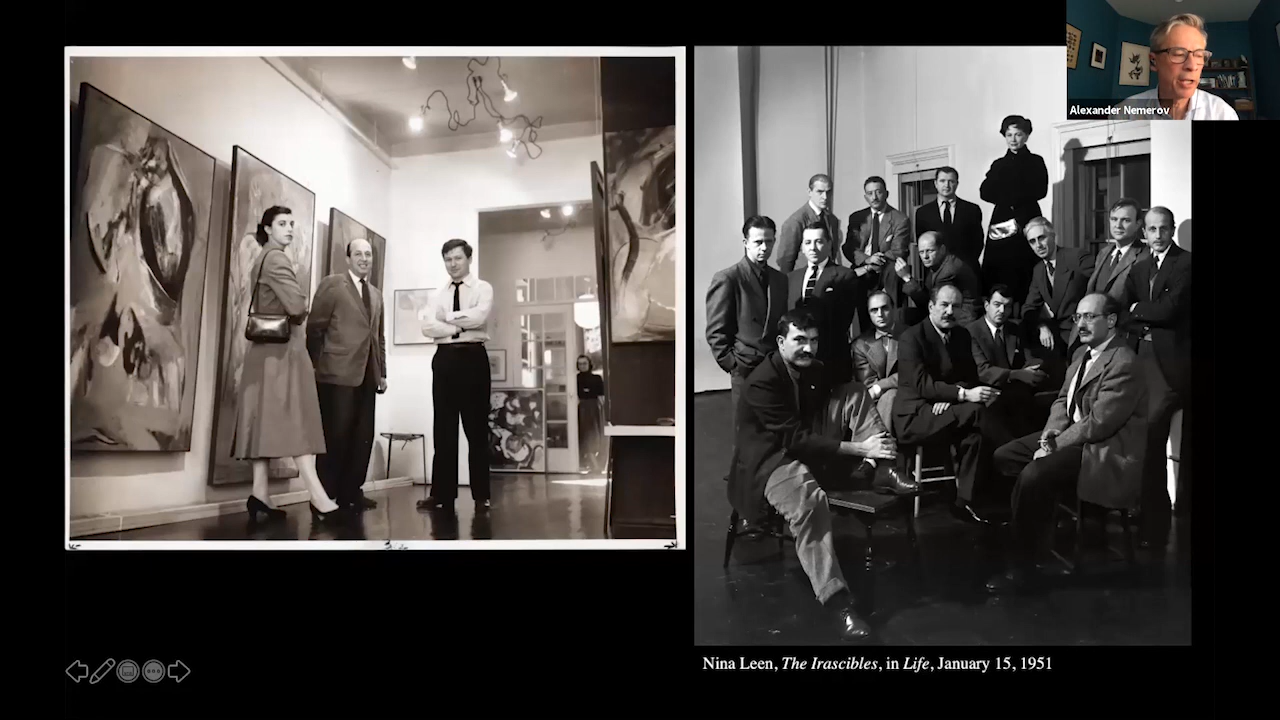 Alexander Nemerov
Nina Leen, The Irascibles, in Life, January 15, 1951